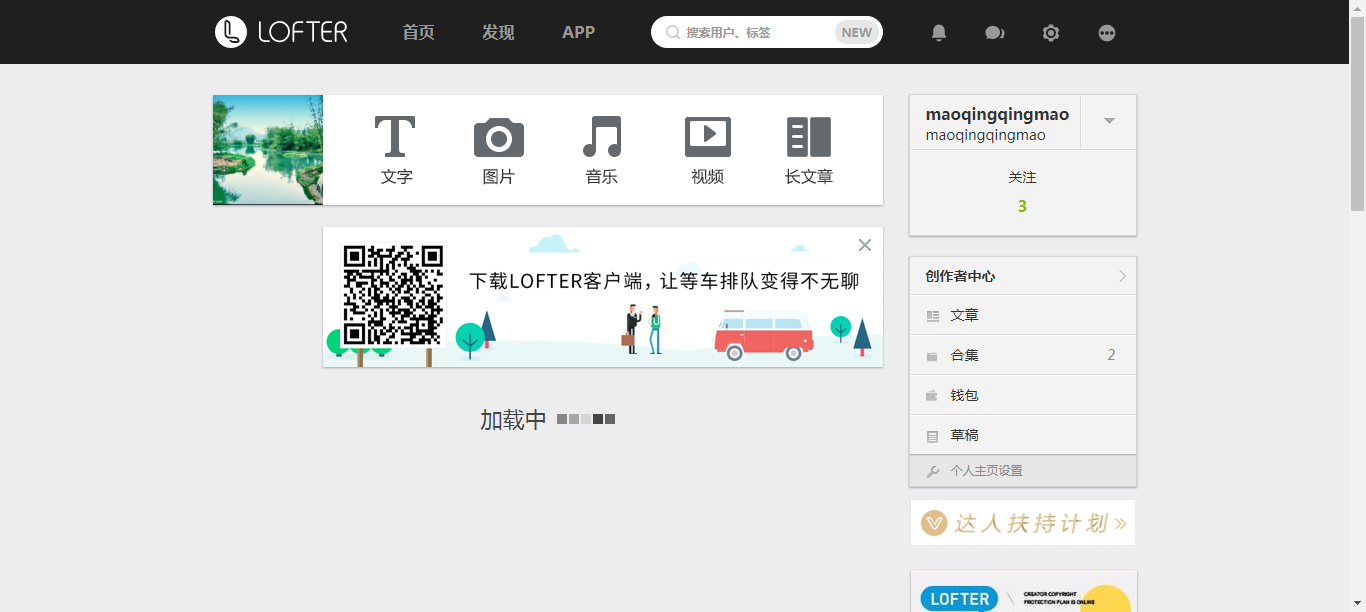 LOFTER 首页 发现 APP 搜索用户、标签 NEW
文字 图片 音乐 视频 长文章
下载LOFTER客户端，让等车排队变得不无聊
加载中
maoqingqingmao
maoqingqingmao
关注
3
创作者中心
文章
合集 2
钱包
草稿
个人主页设置
达人扶持计划 »
LOFTER
CREATOR COPYRIGHT
PROTECTION PLAN IS ONLINE